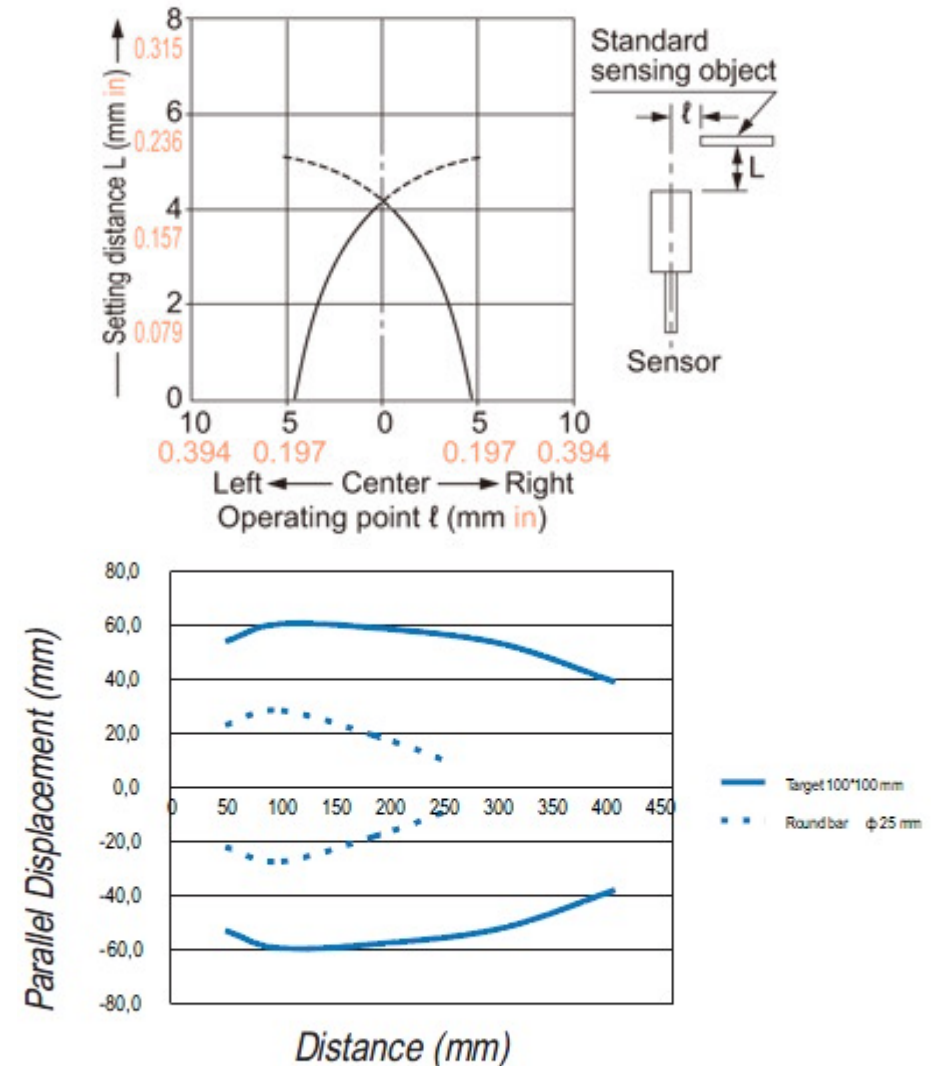 8
0.315
6
0.236
4
0.157
2
0.079
0
Setting distance L (mm in)
10 5 0 5 10
0.394 0.197 0.197 0.394
Left Center Right
Operating point ℓ (mm in)
Standard
sensing object
ℓ
L
Sensor
80,0
60,0
40,0
20,0
0,0
-20,0
-40,0
-60,0
-80,0
Parallel Displacement (mm)
0 50 100 150 200 250 300 350 400 450
Distance (mm)
Target 100*100 mm
Round bar ϕ 25 mm